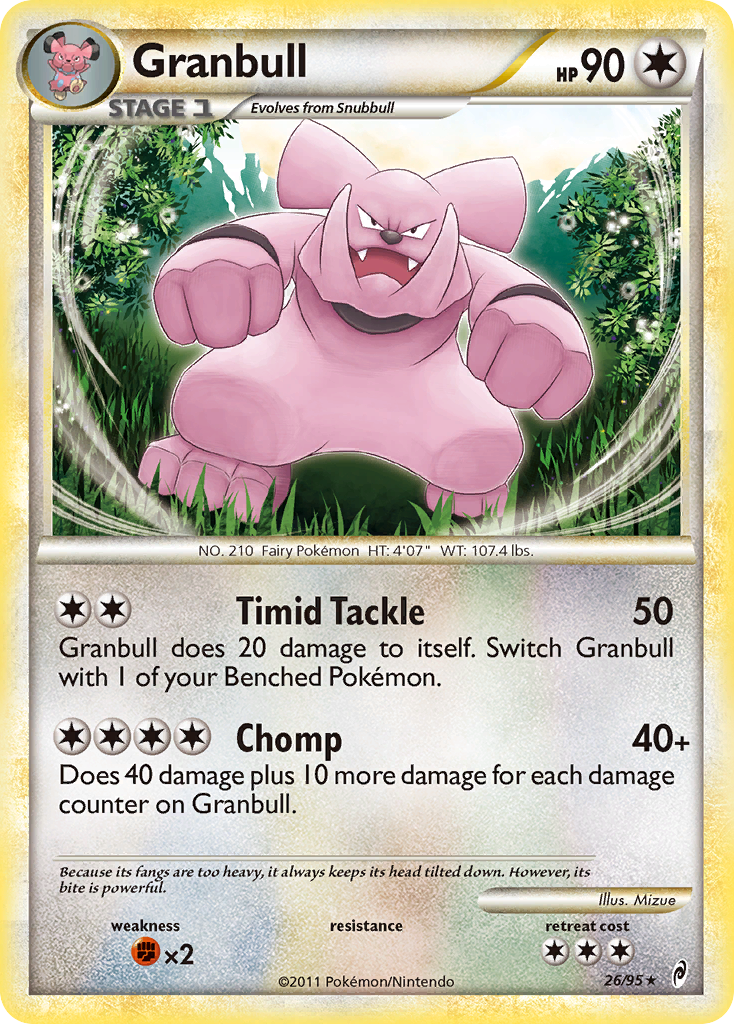 Granbull
HP 90
STAGE 1
Evolves from Snubbull
NO. 210 Fairy Pokémon HT: 4'07" WT: 107.4 lbs.
Timid Tackle 50
Granbull does 20 damage to itself. Switch Granbull
with 1 of your Benched Pokémon.
Chomp 40+
Does 40 damage plus 10 more damage for each damage
counter on Granbull.
Because its fangs are too heavy, it always keeps its head tilted down. However, its
bite is powerful.
Illus. Mizue
weakness resistance retreat cost
×2
©2011 Pokémon/Nintendo 26/95★